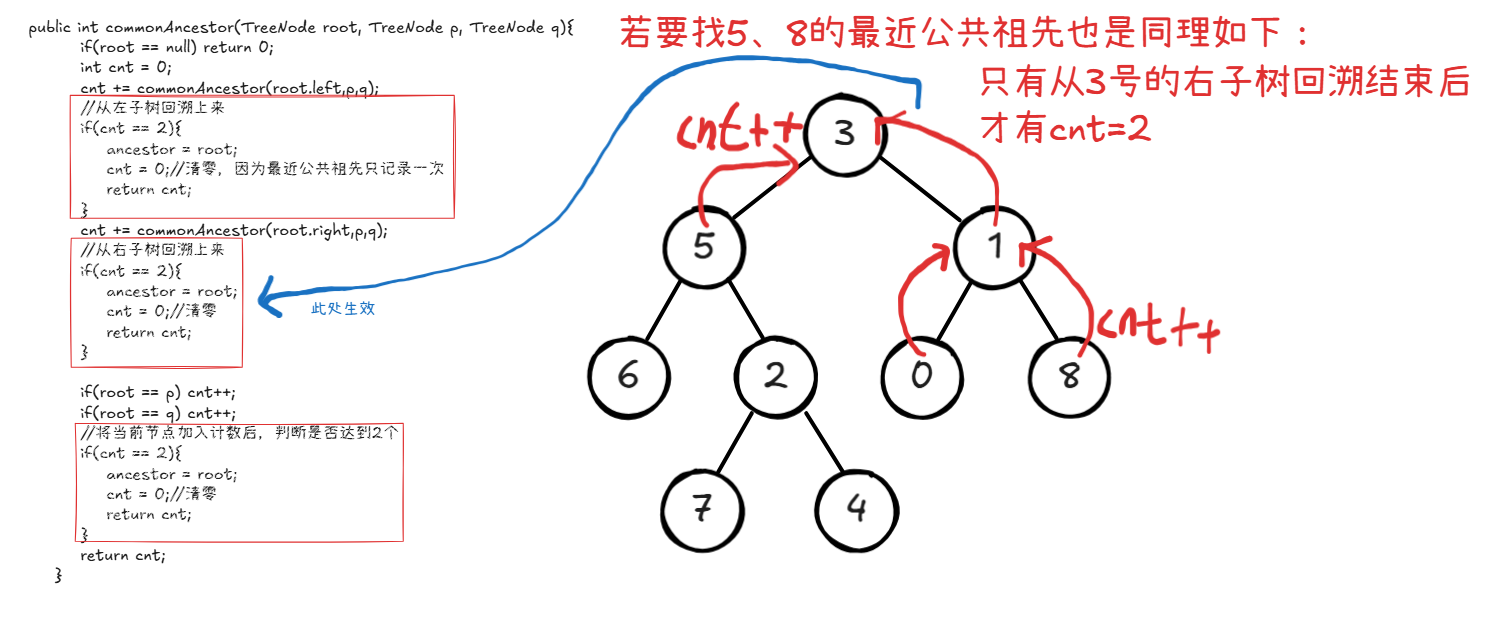 public int commonAncestor(TreeNode root, TreeNode p, TreeNode q){
if(root == null) return 0;
int cnt = 0;
cnt += commonAncestor(root.left,p,q);
//从左子树回溯上来
if(cnt == 2){
ancestor = root;
cnt = 0;//清零，因为最近公共祖先只记录一次
return cnt;
}
cnt += commonAncestor(root.right,p,q);
//从右子树回溯上来
if(cnt == 2){
ancestor = root;
cnt = 0;//清零
return cnt;
}
if(root == p) cnt++;
if(root == q) cnt++;
//将当前节点加入计数后，判断是否达到2个
if(cnt == 2){
ancestor = root;
cnt = 0;//清零
return cnt;
}
return cnt;
}
此处生效
若要找5、8的最近公共祖先也是同理如下：
只有从3号的右子树回溯结束后
才有cnt=2
cnt++
3
5
1
cnt++
6
2
0
8
7
4